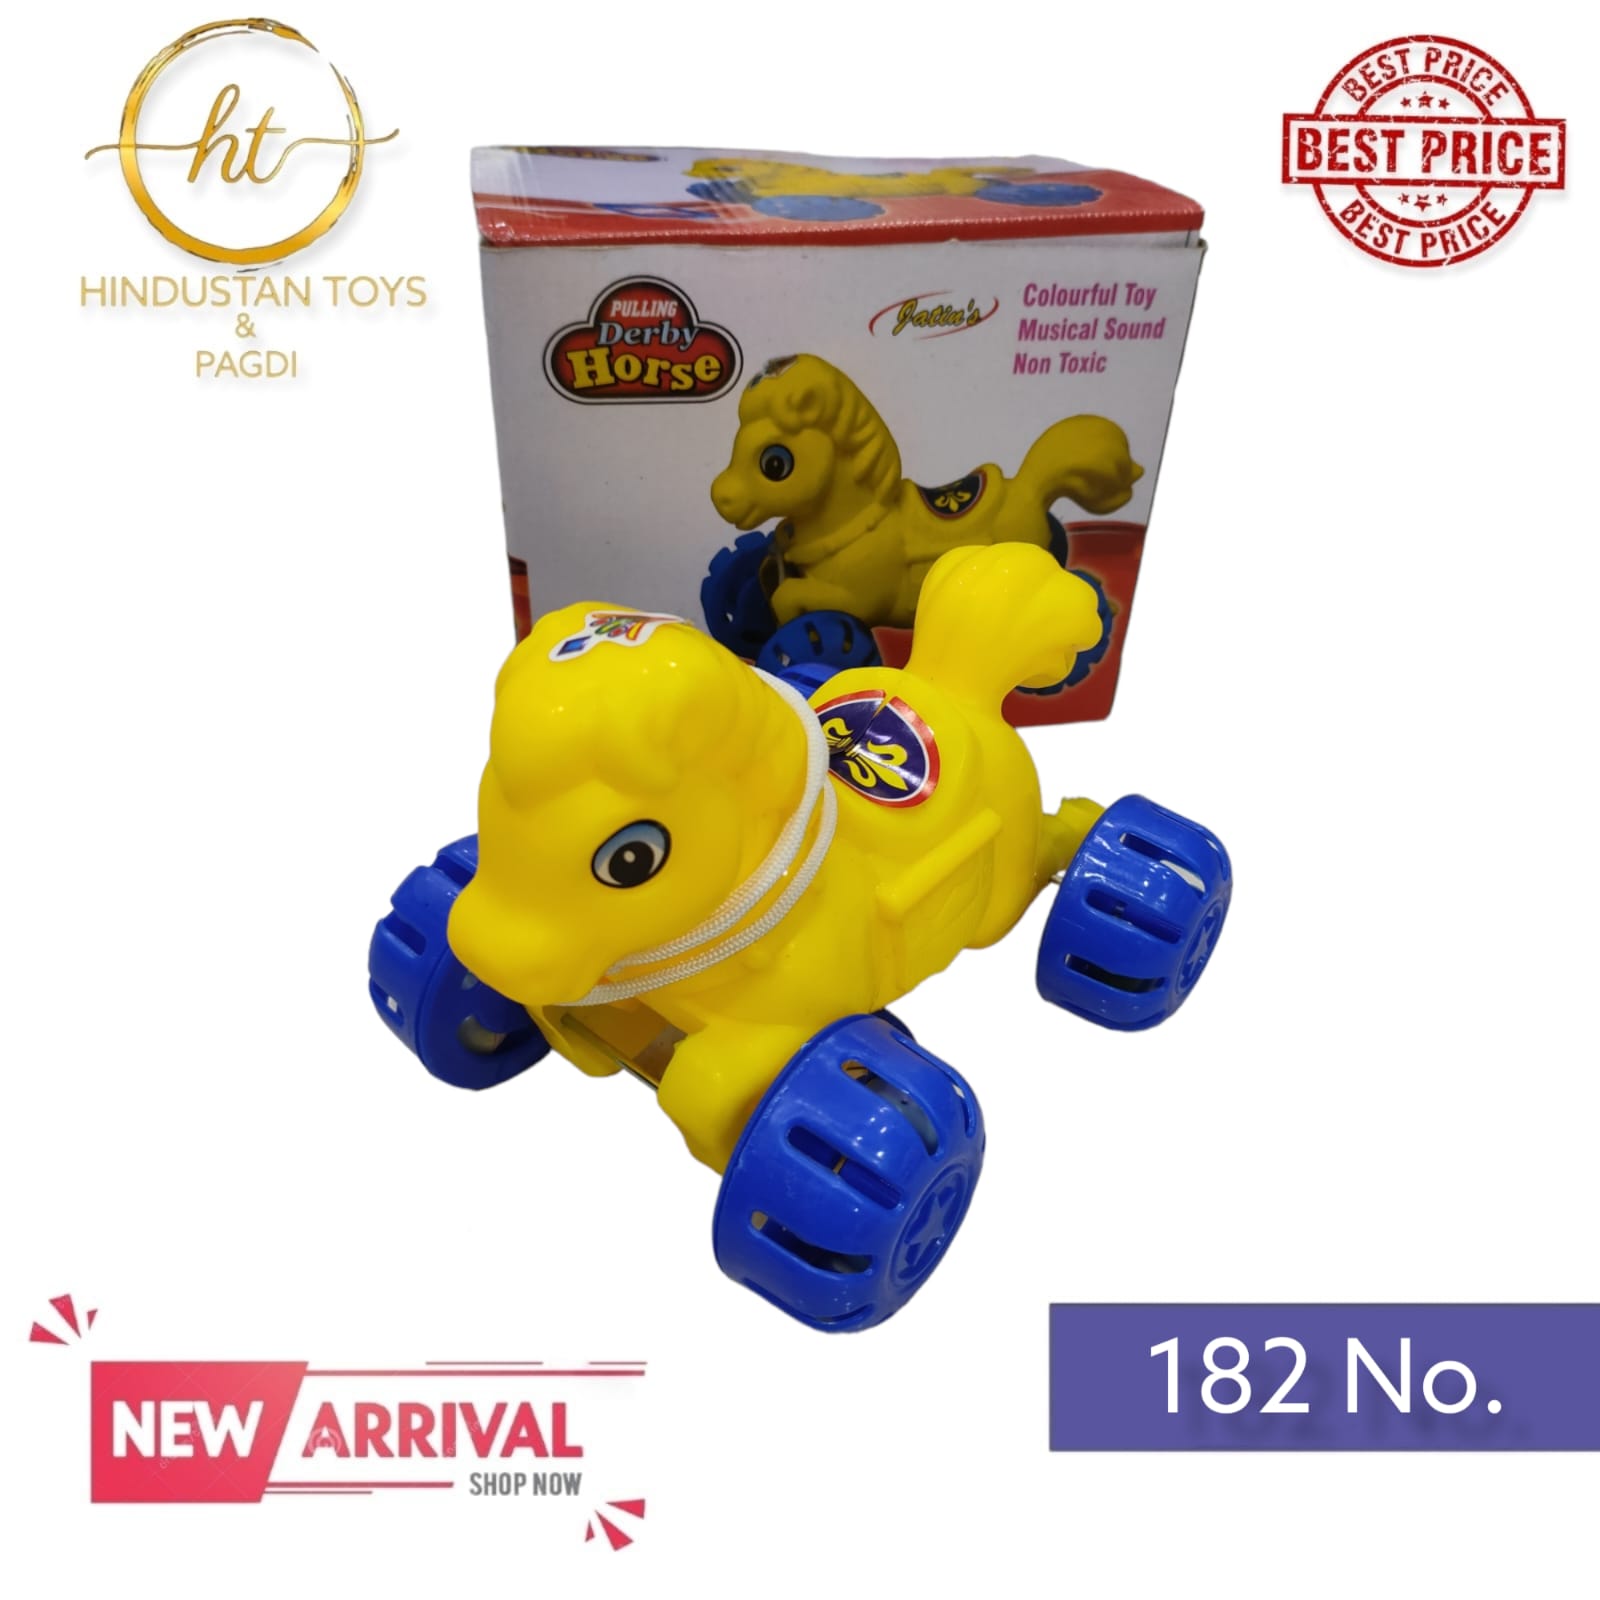 ht
HINDUSTAN TOYS
&
PAGDI
BEST PRICE
BEST PRICE
BEST PRICE
PULLING
Derby
Horse
Jatin's
Colourful Toy
Musical Sound
Non Toxic
NEW ARRIVAL
SHOP NOW
182 No.